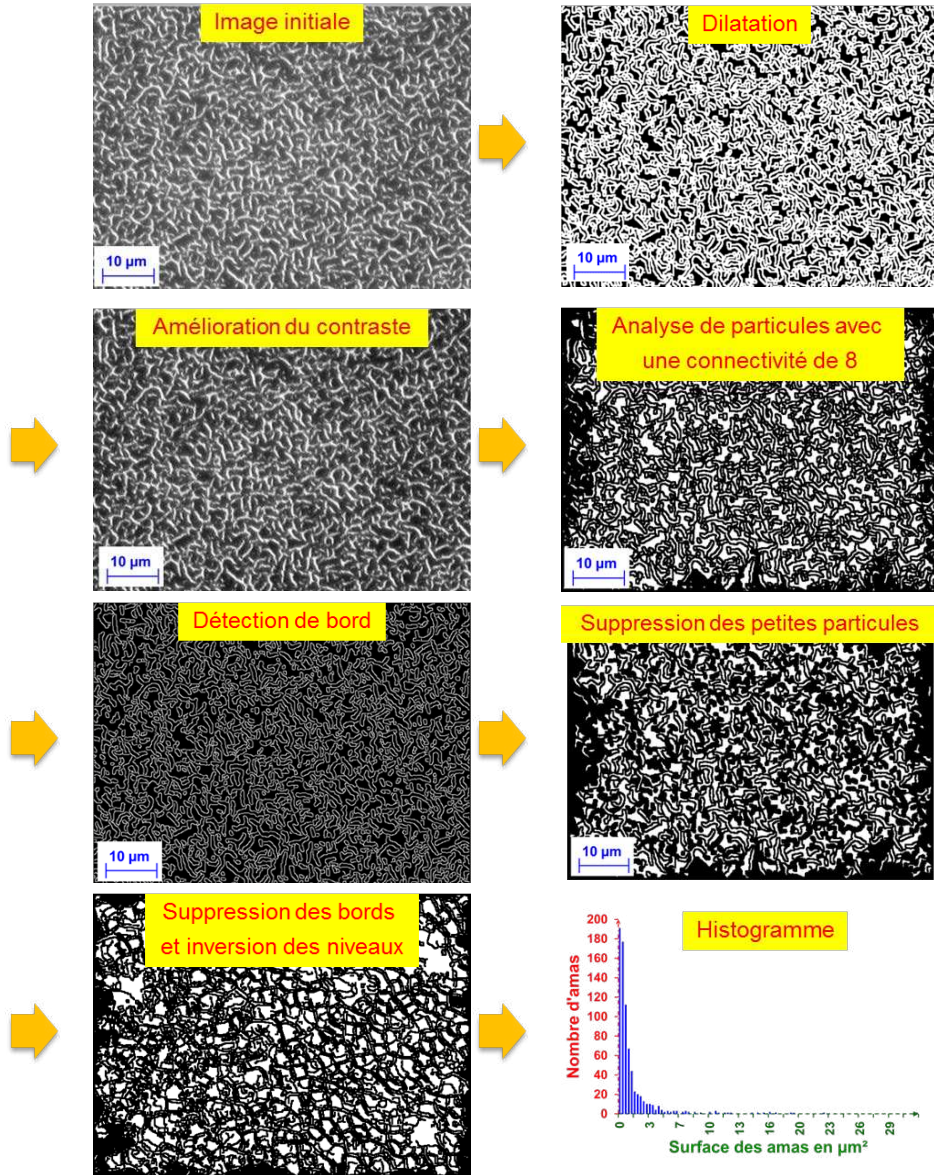 Image initiale
10 µm
Dilatation
10 µm
Amélioration du contraste
10 µm
Analyse de particules avec
une connectivité de 8
10 µm
Détection de bord
10 µm
Suppression des petites particules
10 µm
Suppression des bords
et inversion des niveaux
Histogramme
Nombre d'amas
200
180
160
140
120
100
80
60
40
20
0
0 3 7 10 13 16 20 23 26 29
Surface des amas en µm²